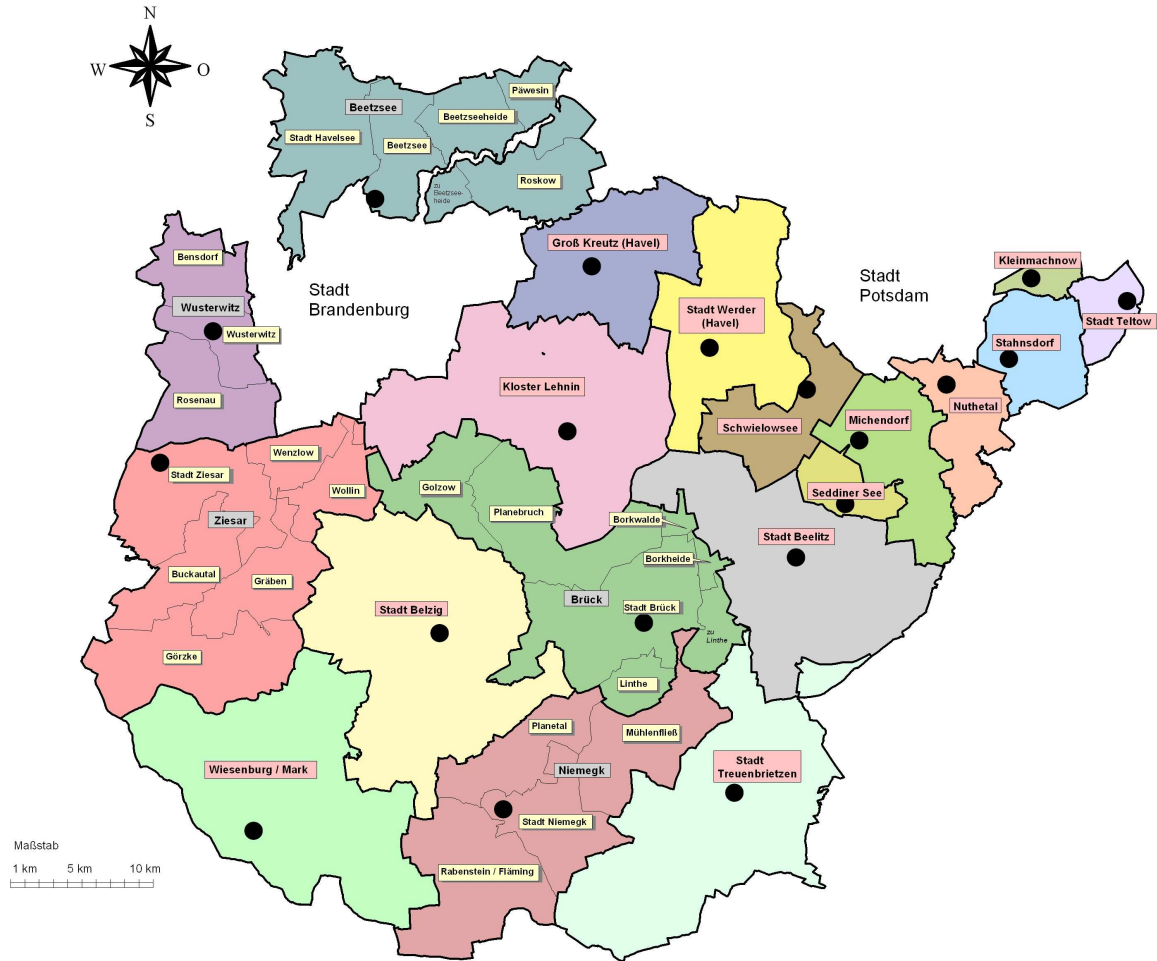 N
W
O
S
Päwesin
Beetzsee
Beetzseeheide
Stadt Havelsee
Beetzsee
Roskow
zu
Beetzsee-
heide
Groß Kreutz (Havel)
Bensdorf
Stadt
Brandenburg
Stadt
Potsdam
Kleinmachnow
Wusterwitz
Wusterwitz
Stadt Werder
(Havel)
Stadt Teltow
Stahnsdorf
Rosenau
Kloster Lehnin
Nuthetal
Schwielowsee
Michendorf
Wenzlow
Stadt Ziesar
Golzow
Wollin
Seddiner See
Planebruch
Ziesar
Borkwalde
Stadt Beelitz
Borkheide
Buckautal
Gräben
Brück
Stadt Brück
Stadt Belzig
zu
Linthe
Görzke
Linthe
Planetal
Mühlenfließ
Wiesenburg / Mark
Niemegk
Stadt
Treuenbrietzen
Stadt Niemegk
Maßstab
1 km
5 km
10 km
Rabenstein / Fläming